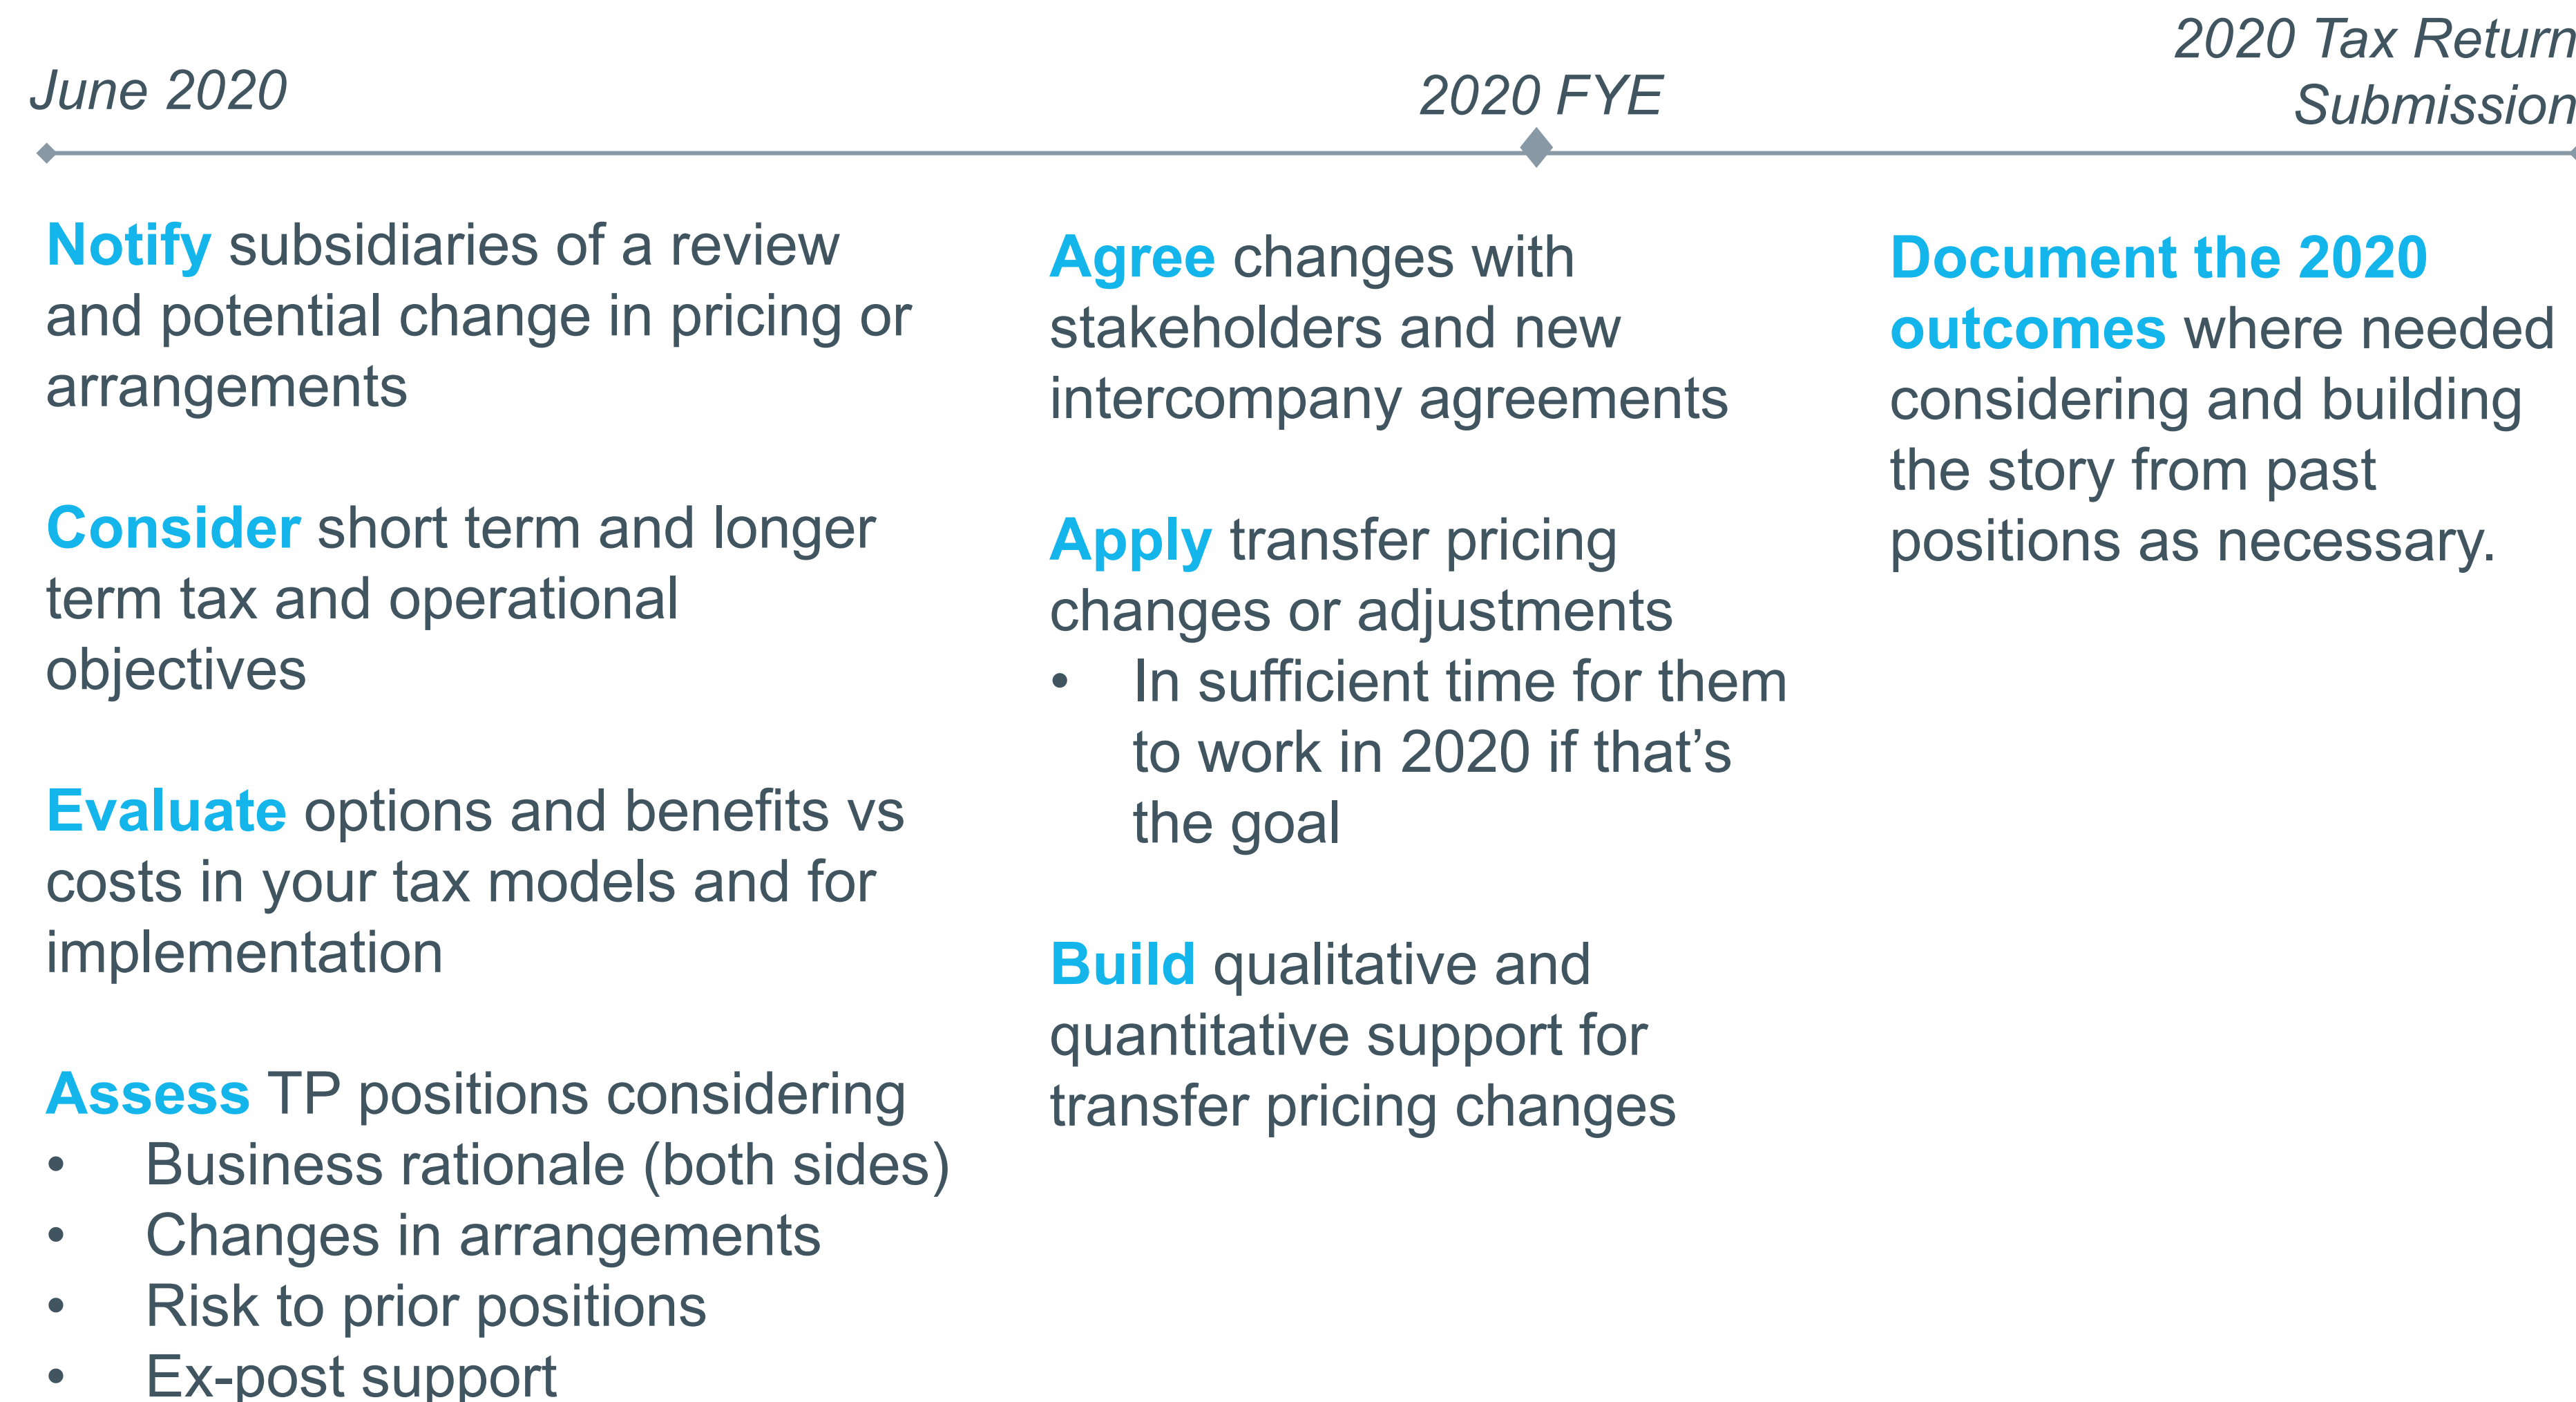 June 2020
2020 FYE
2020 Tax Return
Submission
Notify subsidiaries of a review
and potential change in pricing or
arrangements
Consider short term and longer
term tax and operational
objectives
Evaluate options and benefits vs
costs in your tax models and for
implementation
Assess TP positions considering
• Business rationale (both sides)
• Changes in arrangements
• Risk to prior positions
• Ex-post support
Agree changes with
stakeholders and new
intercompany agreements
Apply transfer pricing
changes or adjustments
• In sufficient time for them
to work in 2020 if that’s
the goal
Build qualitative and
quantitative support for
transfer pricing changes
Document the 2020
outcomes where needed
considering and building
the story from past
positions as necessary.